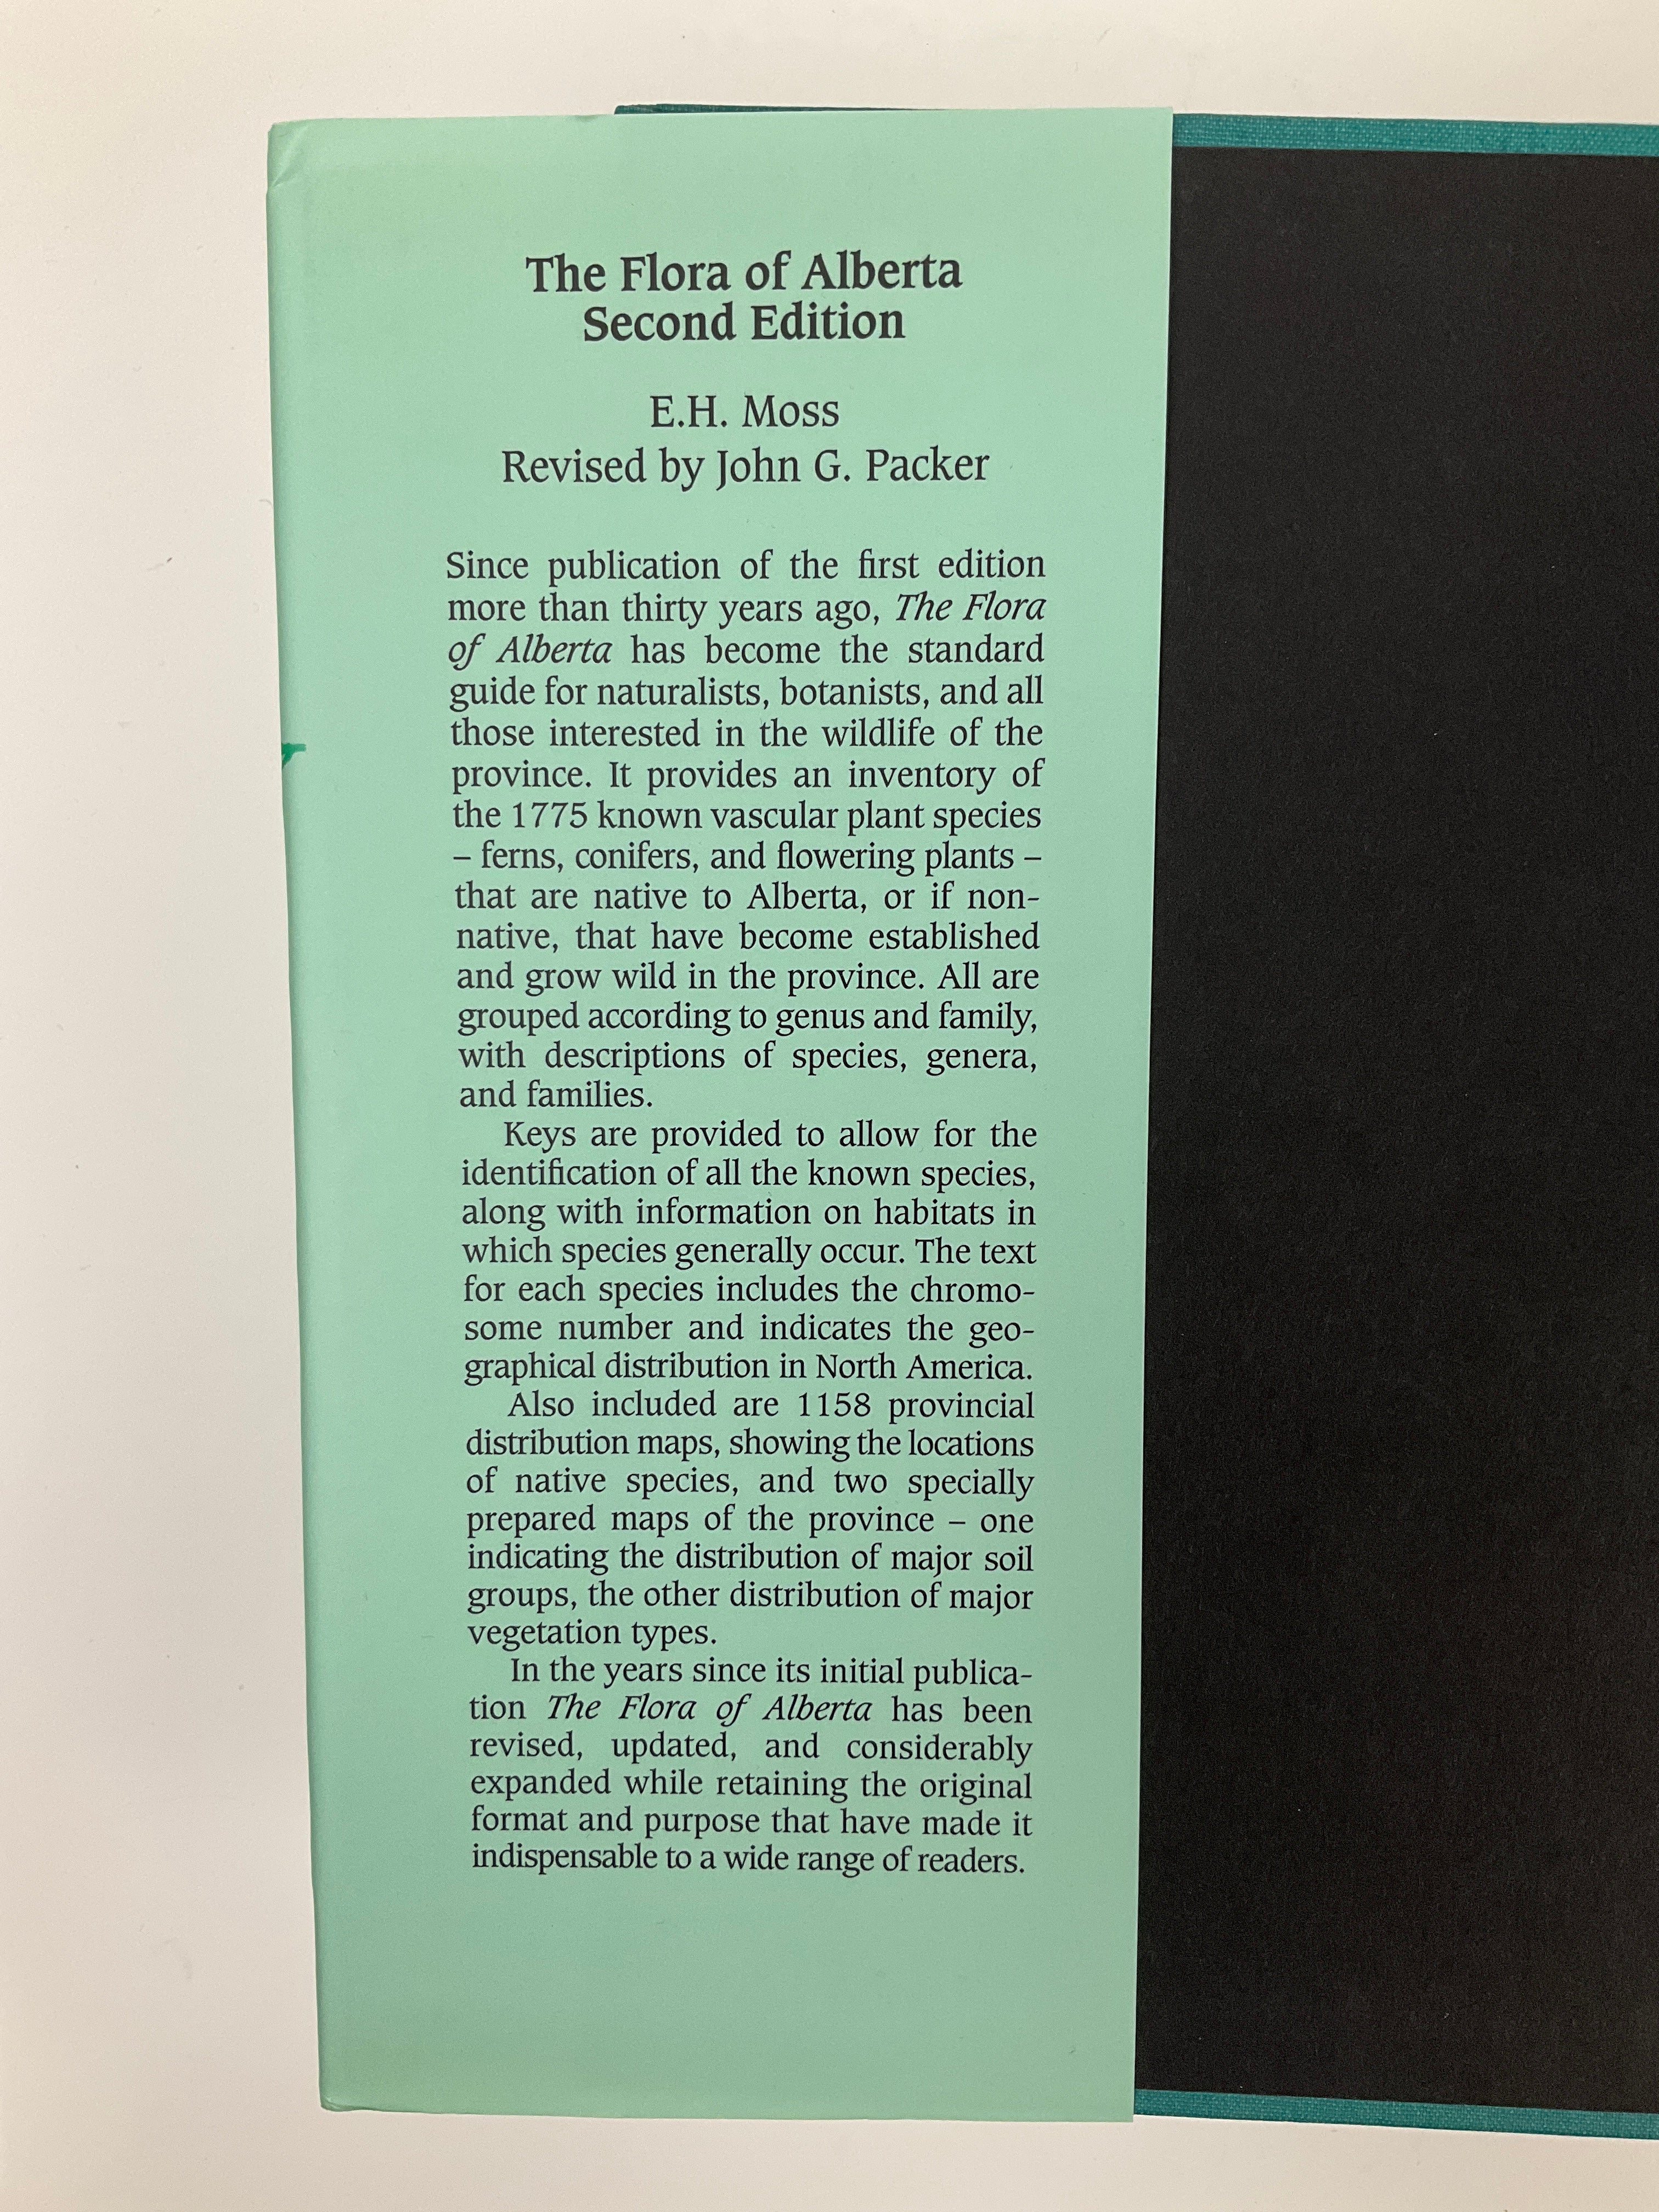 The Flora of Alberta
Second Edition
E.H. Moss
Revised by John G. Packer
Since publication of the first edition
more than thirty years ago, The Flora
of Alberta has become the standard
guide for naturalists, botanists, and all
those interested in the wildlife of the
province. It provides an inventory of
the 1775 known vascular plant species
– ferns, conifers, and flowering plants –
that are native to Alberta, or if non-
native, that have become established
and grow wild in the province. All are
grouped according to genus and family,
with descriptions of species, genera,
and families.
Keys are provided to allow for the
identification of all the known species,
along with information on habitats in
which species generally occur. The text
for each species includes the chromo-
some number and indicates the geo-
graphical distribution in North America.
Also included are 1158 provincial
distribution maps, showing the locations
of native species, and two specially
prepared maps of the province – one
indicating the distribution of major soil
groups, the other distribution of major
vegetation types.
In the years since its initial publica-
tion The Flora of Alberta has been
revised, updated, and considerably
expanded while retaining the original
format and purpose that have made it
indispensable to a wide range of readers.